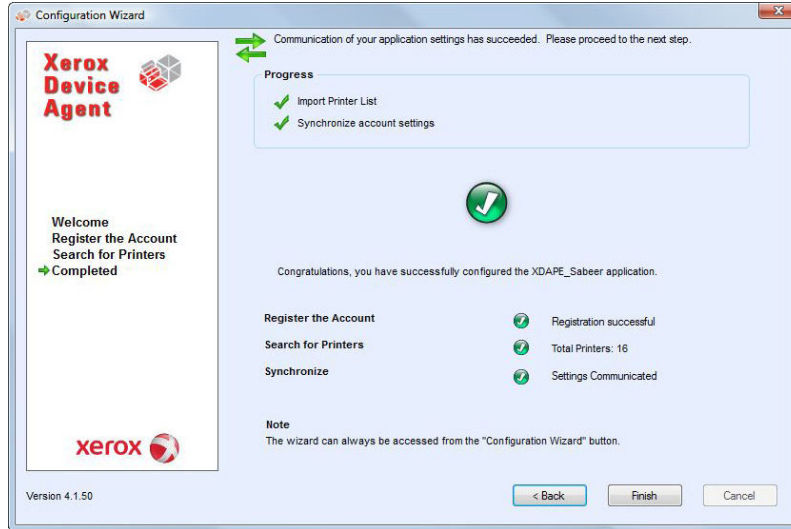 Configuration Wizard
Xerox
Device
Agent
Welcome
Register the Account
Search for Printers
Completed
xerox
Communication of your application settings has succeeded. Please proceed to the next step.
Progress
Import Printer List
Synchronize account settings
Congratulations, you have successfully configured the XDAPE_Sabeer application.
Register the Account Registration successful
Search for Printers Total Printers: 16
Synchronize Settings Communicated
Note
The wizard can always be accessed from the "Configuration Wizard" button.
Version 4.1.50 < Back Finish Cancel